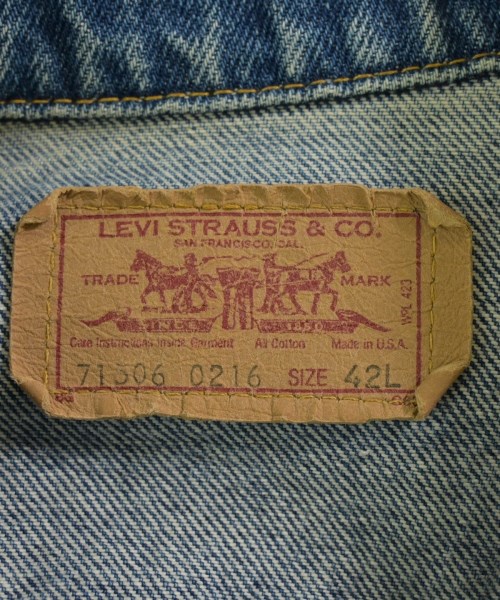 LEVI STRAUSS & CO.
SAN FRANCISCO, CAL.
TRADE MARK
WPL 423
Care Instructions Inside Garment All Cotton Made in U.S.A.
71506 0216 SIZE 42L